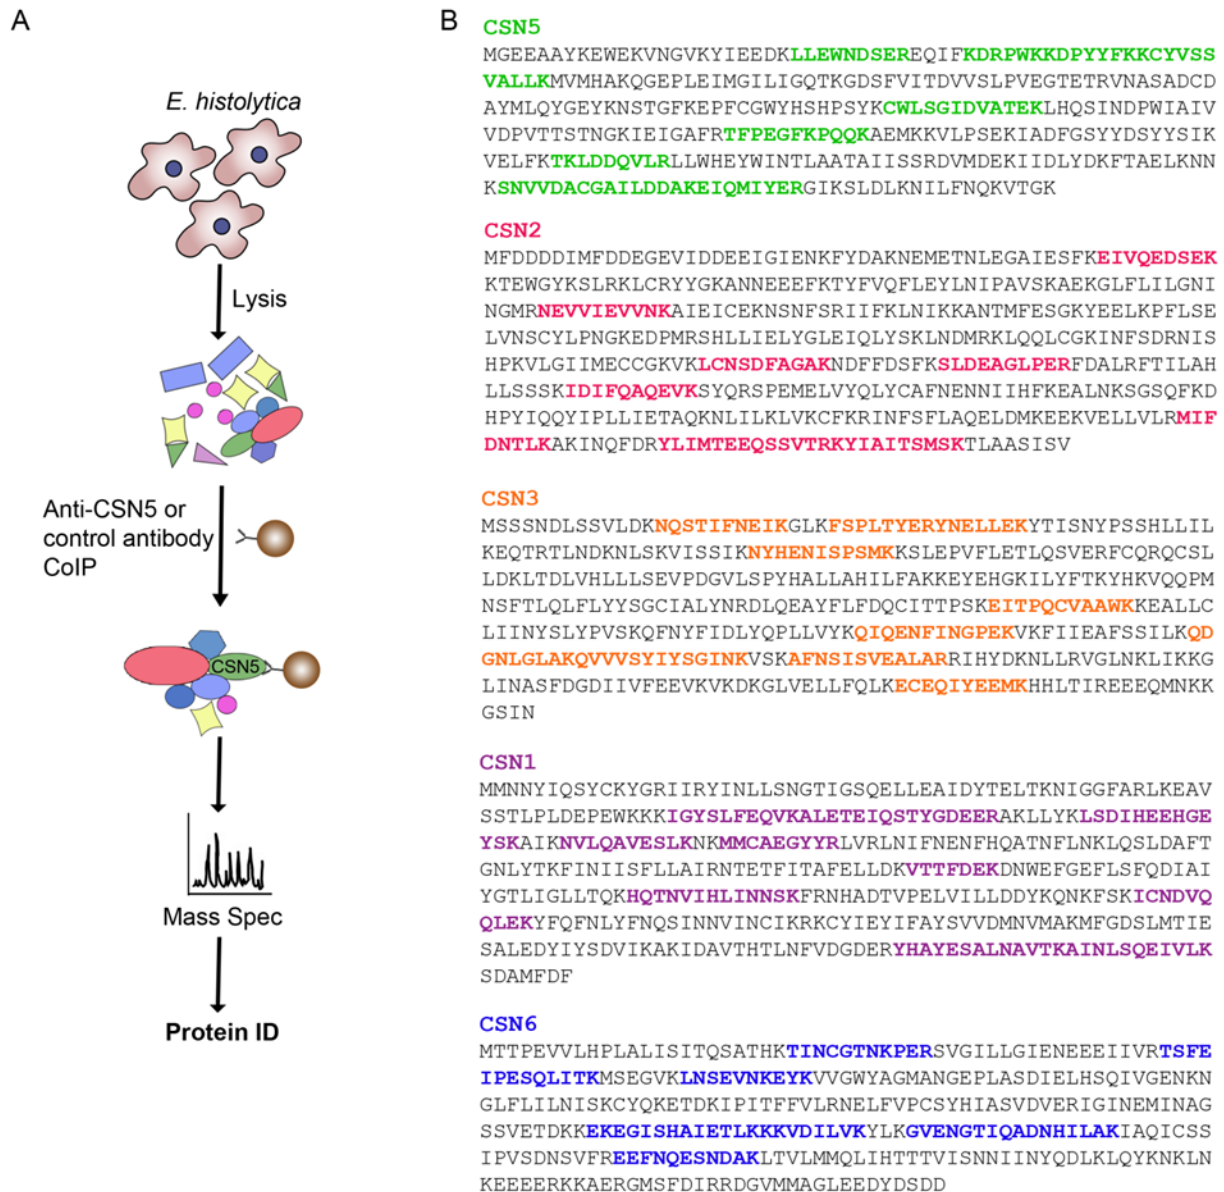 A
E. histolytica
Lysis
Anti-CSN5 or
control antibody
CoIP
CSN5
Mass Spec
Protein ID
B
CSN5
MGEEAAYKEWEKVNGVKYIEEDKLLEWNDSEREQIFKDRPWKKDPYYFKKCYVSS
VALLKMVMHAKQGEPLEIMGILIGQTKGDSFVITDVVSLPVEGTETRVNASADCD
AYMLQYGEYKNSTGFKEPFCGWYHSHPSYKCWLSGIDVATEKLHQSINDPWIAIV
VDPVTTSTNGKIEIGAFRTFPEGFKPQQKAEMKKVLPSEKIADFGSYYDSYYSIK
VELFKTKLDDQVLRLLWHEYWINTLAATAIISSRDVMDEKIIDLYDKFTAELKNN
KSNVVDACGAILDDAKEIQMIYERGIKSLDLKNILFNQKVTGK
CSN2
MFDDDDIMFDDEGEVIDDEEIGIENKFYDAKNEMETNLEGAIESFKEIVQEDSEK
KTEWGYKSLRKLCRYYGKANNEEEFKTYFVQFLEYLNIPAVSKAEKGLFLILGNI
NGMRNEVVIEVVNKAIEICEKNSNFSRIIFKLNIKKANTMFESGKYEELKPFLSE
LVNSCYLPNGKEDPMRSHLLIELYGLEIQLYSKLNDMRKLQQLCGKINFSDRNIS
HPKVLGIIMECCGKVKLCNSDFAGAKNDFFDSFKSLDEAGLPERFDALRFTILAH
LLSSSKIDIFQAQEVKSYQRSPEMELVYQLYCAFNENNIIHFKEALNKSGSQFKD
HPYIQQYIPLLIETAQKNLILKLVKCFKRINFSFLAQELDMKEEKVELLVLRMIF
DNTLKAKINQFDRYLIMTEEQSSVTRKYIAITSMSKTLAASISV
CSN3
MSSSNDLSSVLDKNQSTIFNEIKGLKFSPLTYERYNELLEKYTISNYPSSHLLIL
KEQTRTLNDKNLSKVISSIKNYHENISPSMKKSLEPVFLETLQSVERFCQRQCSL
LDKLTDLVHLLLSEVPDGVLSPYHALLAHILFAKKEYEHGKILYFTKYHKVQQPM
NSFTLQLFLYYSGCIALYNRDLQEAYFLFDQCITTPSKEITPQCVAAWKKEALLC
LIINYSLYPVSKQFNYFIDLYQPLLVYKQIQENFINGPEKVKFIIEAFSSILKQD
GNLGLAKQVVVSYIYSGINKVSKAFNSISVEALARRIHYDKNLLRVGLNKLIKKG
LINASFDGDIIVFEEVKVKDKGLVELLFQLKECEQIYEEMKHHLTIREEEQMNKK
GSIN
CSN1
MMNNYIQSYCKYGRIIRYINLLSNGTIGSQELLEAIDYTELTKNIGGFARLKEAV
SSTLPLDEPEWKKKIGYSLFEQVKALETEIQSTYGDEERAKLLYKLSDIHEEHGE
YSKAIKNVLQAVESLKNKMMCAEGYYRLVRLNIFNENFHQATNFLNKLQSLDAFT
GNLYTKFINIISFLLAIRNTETFITAFELLDKVTTFDEKDNWEFGEFLSFQDIAI
YGTLIGLLTQKHQTNVIHLINNSKFRNHADTVPELVILLDDYKQNKFSKICNDVQ
QLEKYFQFNLYFNQSINNVINCIKRKCYIEYIFAYSVVDMNVMAKMFGDSLMTIE
SALEDYIYSDVIKAKIDAVTHTLNFVDGDERYHAYESALNAVTKAINLSQEIVLK
SDAMFDF
CSN6
MTTPEVVLHPLALISITQSATHKTINCGTNKPERSVGILLGIENEEEIIVRTSFE
IPESQLITKMSEGVKLNSEVNKEYKVVGWYAGMANGEPLASDIELHSQIVGENKN
GLFLILNISKCYQKETDKIPITFFVLRNELFVPCSYHIASVDVERIGINEMINAG
SSVETDKKEKEGISHAIETLKKKVDILVKYLKGVENGTIQADNHILAKIAQICSS
IPVSDNSVFREEFNQESNDAKLTVLMMQLIHTTTVISNNIINYQDLKLQYKNKLN
KEEEERKKAERGMSFDIRRDGVMMAGLEEDYDSDD